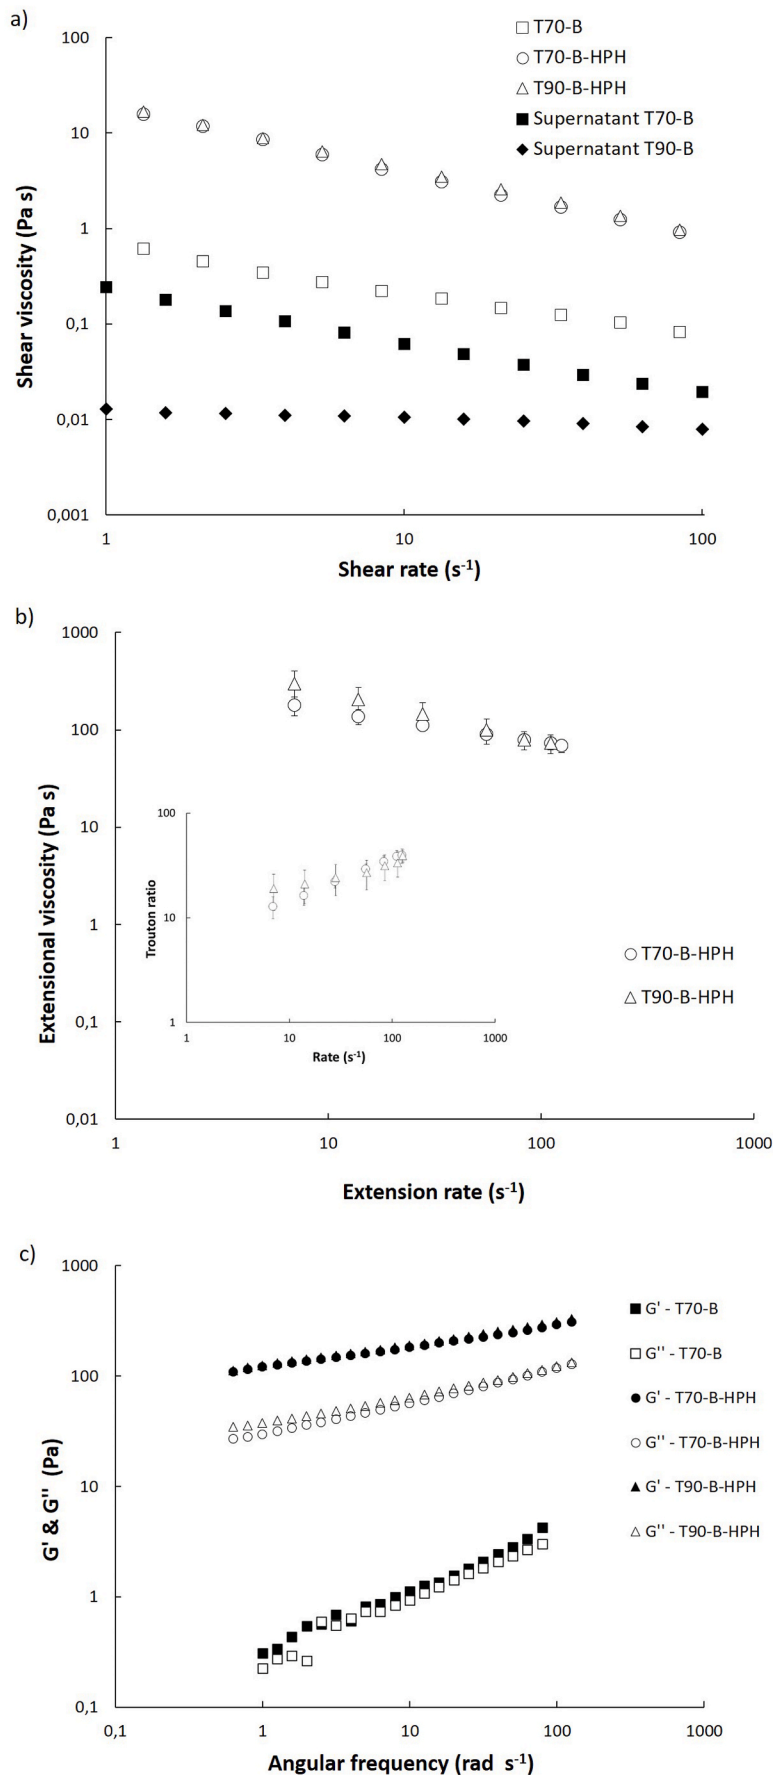 a)
100
10
1
0,1
0,01
0,001
Shear viscosity (Pa s)
T70-B
T70-B-HPH
T90-B-HPH
Supernatant T70-B
Supernatant T90-B
1 10 100
Shear rate (s-1)
b)
1000
100
10
1
0,1
0,01
Extensional viscosity (Pa s)
100
10
1
Trouton ratio
1 10 100 1000
Rate (s-1)
T70-B-HPH
T90-B-HPH
1 10 100 1000
Extension rate (s-1)
c)
1000
100
10
1
0,1
G' & G'' (Pa)
G' - T70-B
G'' - T70-B
G' - T70-B-HPH
G'' - T70-B-HPH
G' - T90-B-HPH
G'' - T90-B-HPH
0,1 1 10 100 1000
Angular frequency (rad s-1)